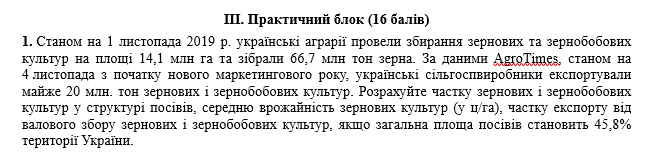 ІІІ. Практичний блок (16 балів)
1. Станом на 1 листопада 2019 р. українські аграрії провели збирання зернових та зернобобових
культур на площі 14,1 млн га та зібрали 66,7 млн тон зерна. За даними AgroTimes, станом на
4 листопада з початку нового маркетингового року, українські сільгоспвиробники експортували
майже 20 млн. тон зернових і зернобобових культур. Розрахуйте частку зернових і зернобобових
культур у структурі посівів, середню врожайність зернових культур (у ц/га), частку експорту від
валового збору зернових і зернобобових культур, якщо загальна площа посівів становить 45,8%
території України.